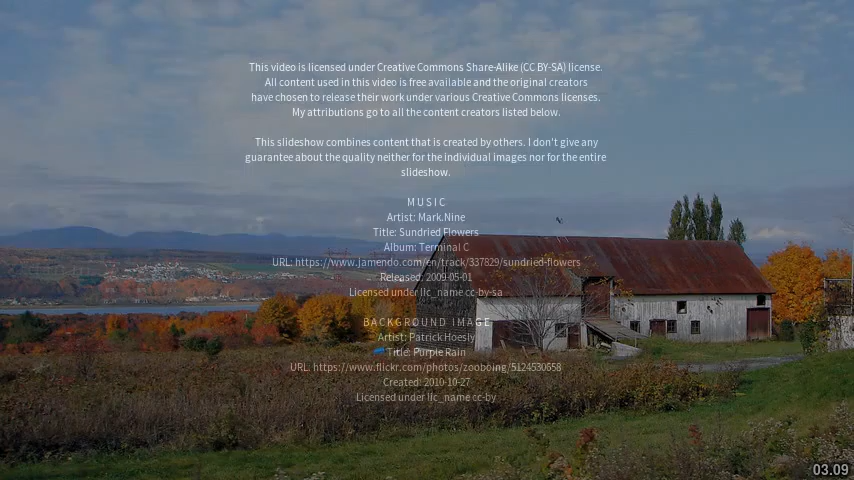 This video is licensed under Creative Commons Share-Alike (CC BY-SA) license.
All content used in this video is free available and the original creators
have chosen to release their work under various Creative Commons licenses.
My attributions go to all the content creators listed below.
This slideshow combines content that is created by others. I don't give any
guarantee about the quality neither for the individual images nor for the entire
slideshow.
MUSIC
Artist: Mark.Nine
Title: Sundried Flowers
Album: Terminal C
URL: https://www.jamendo.com/en/track/337829/sundried-flowers
Released: 2009-05-01
Licensed under lic_name cc-by-sa
BACKGROUND IMAGE
Artist: Patrick Hoesly
Title: Purple Rain
URL: https://www.flickr.com/photos/zooboing/5124530658
Created: 2010-10-27
Licensed under lic_name cc-by
03.09